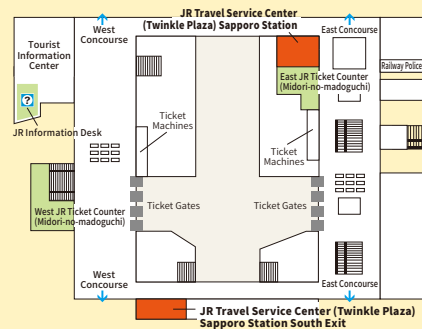 West
Concourse
JR Travel Service Center
(Twinkle Plaza) Sapporo Station
East Concourse
Tourist
Information
Center
Railway Police
East JR Ticket Counter
(Midori-no-madoguchi)
?
JR Information Desk
Ticket
Machines
Ticket
Machines
West JR Ticket Counter
(Midori-no-madoguchi)
Ticket Gates
Ticket Gates
West
Concourse
East Concourse
JR Travel Service Center (Twinkle Plaza)
Sapporo Station South Exit